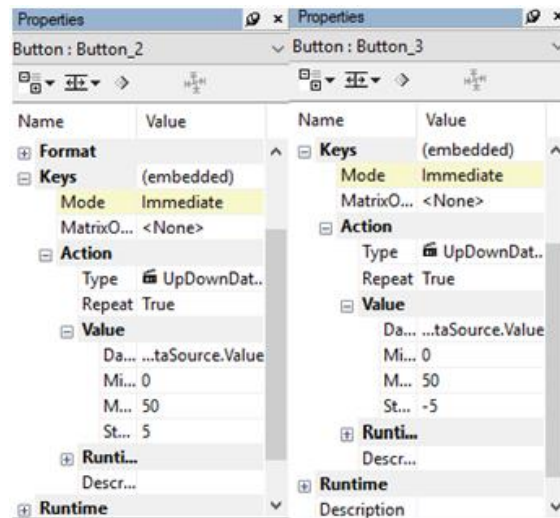 Properties
Button : Button_2
Name Value
Format
Keys (embedded)
Mode Immediate
MatrixO... <None>
Action
Type UpDownDat..
Repeat True
Value
Da... ...taSource.Value
Mi... 0
M... 50
St... 5
Runti...
Descr...
Runtime
Properties
Button : Button_3
Name Value
Keys (embedded)
Mode Immediate
MatrixO... <None>
Action
Type UpDownDat..
Repeat True
Value
Da... ...taSource.Value
Mi... 0
M... 50
St... -5
Runti...
Descr...
Runtime
Description